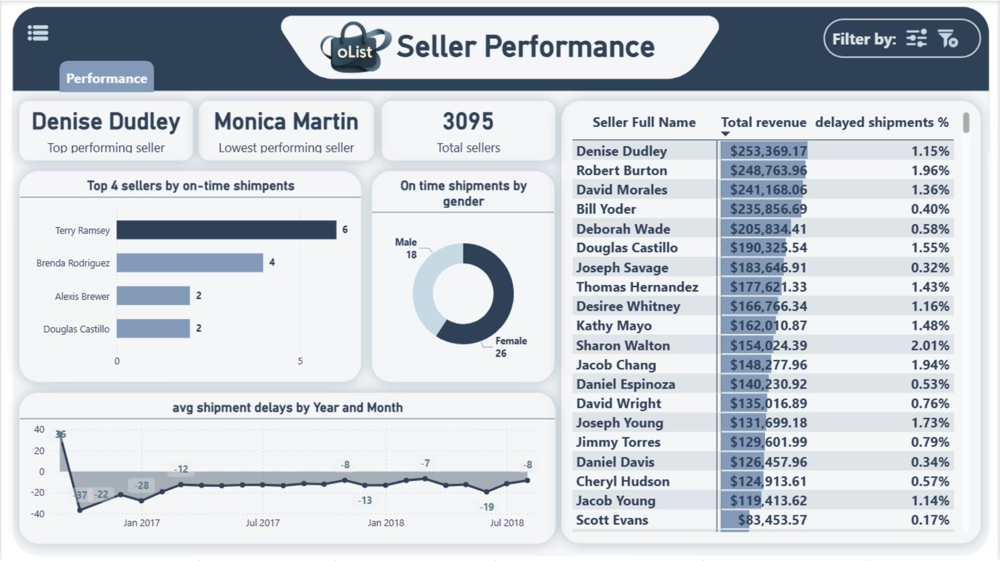 oList
Seller Performance
Filter by:
Performance
Denise Dudley
Top performing seller
Monica Martin
Lowest performing seller
3095
Total sellers
Top 4 sellers by on-time shimpents
Terry Ramsey 6
Brenda Rodriguez 4
Alexis Brewer 2
Douglas Castillo 2
0 5
On time shipments by
gender
Male
18
Female
26
avg shipment delays by Year and Month
40
20
0
-20
-40
36
-37
-22
-28
-12
-8
-13
-7
-19
-8
Jan 2017 Jul 2017 Jan 2018 Jul 2018
Seller Full Name Total revenue delayed shipments %
Denise Dudley $253,369.17 1.15%
Robert Burton $248,763.96 1.96%
David Morales $241,168.06 1.36%
Bill Yoder $235,856.69 0.40%
Deborah Wade $205,834.41 0.58%
Douglas Castillo $190,325.54 1.55%
Joseph Savage $183,646.91 0.32%
Thomas Hernandez $177,621.33 1.43%
Desiree Whitney $166,766.34 1.16%
Kathy Mayo $162,010.87 1.48%
Sharon Walton $154,024.39 2.01%
Jacob Chang $148,277.96 1.94%
Daniel Espinoza $140,230.92 0.53%
David Wright $135,016.89 0.76%
Joseph Young $131,699.18 1.73%
Jimmy Torres $129,601.99 0.79%
Daniel Davis $126,457.96 0.34%
Cheryl Hudson $124,913.61 0.57%
Jacob Young $119,413.62 1.14%
Scott Evans $83,453.57 0.17%